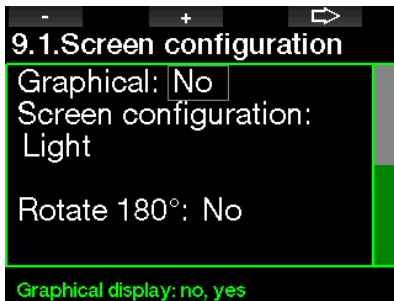 - + ⇨
9.1.Screen configuration
Graphical: No
Screen configuration:
Light
Rotate 180°: No
Graphical display: no, yes